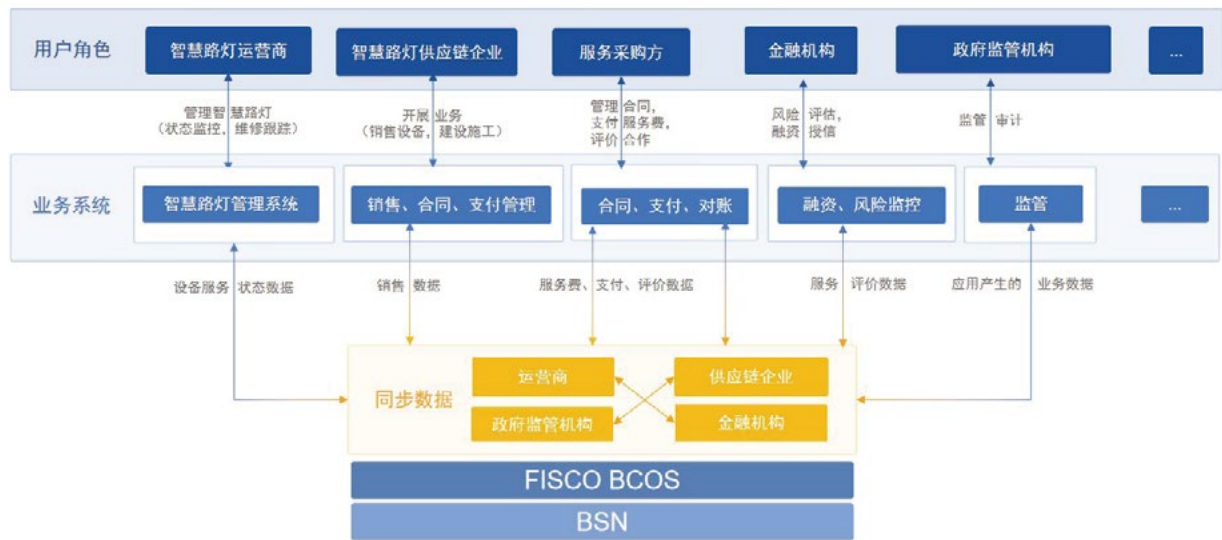 用户角色
智慧路灯运营商
智慧路灯供应链企业
服务采购方
金融机构
政府监管机构
...
管理智慧路灯
（状态监控，维修跟踪）
开展业务
（销售设备，建设施工）
管理合同，
支付服务费，
评价合作
风险评估，
融资授信
监管审计
业务系统
智慧路灯管理系统
销售、合同、支付管理
合同、支付、对账
融资、风险监控
监管
...
设备服务状态数据
销售数据
服务费、支付、评价数据
服务评价数据
应用产生的业务数据
同步数据
运营商
供应链企业
政府监管机构
金融机构
FISCO BCOS
BSN